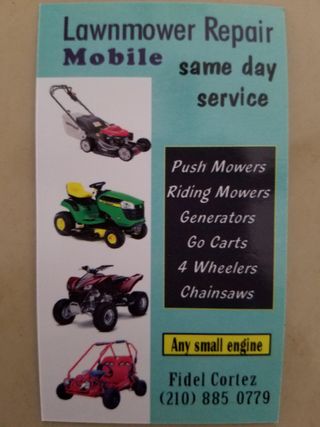 Lawnmower Repair
Mobile
same day
service
Push Mowers
Riding Mowers
Generators
Go Carts
4 Wheelers
Chainsaws
Any small engine
Fidel Cortez
(210) 885 0779